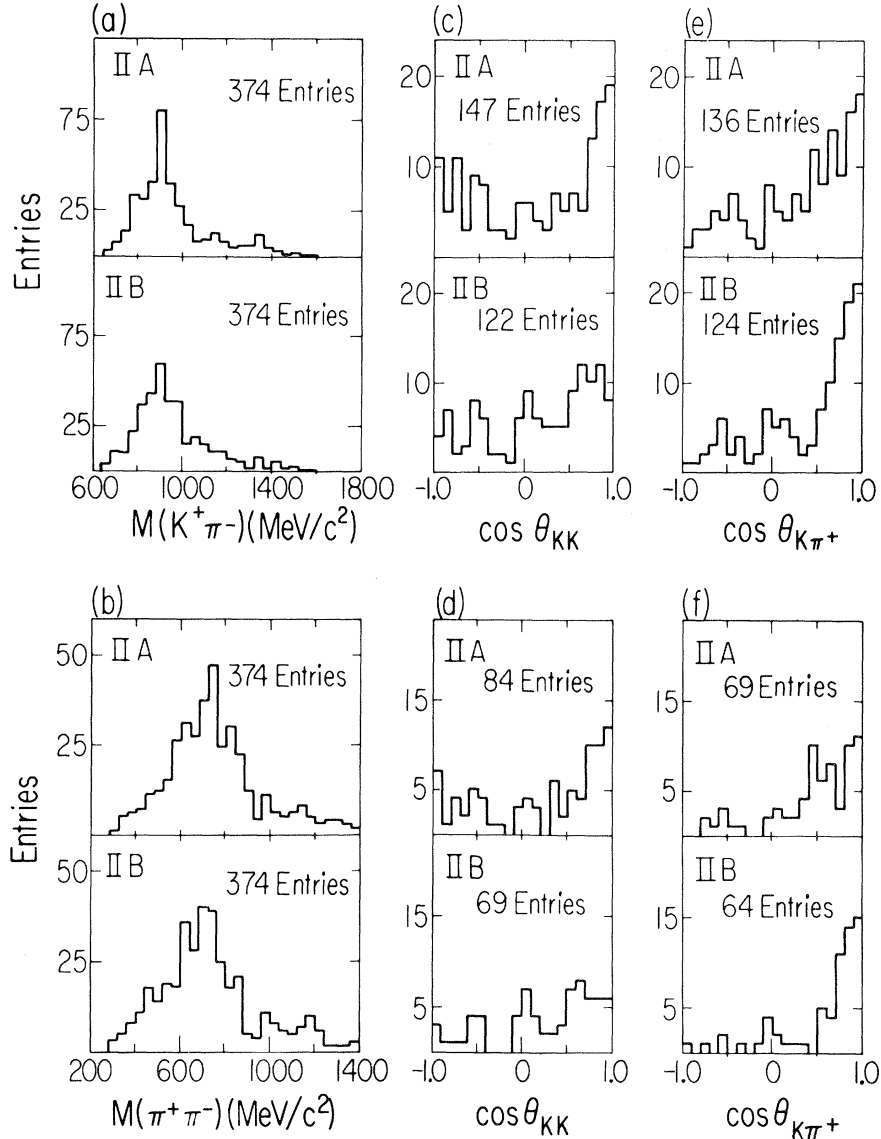 (a)
II A
374 Entries
75
25
Entries
II B
374 Entries
75
25
600 1000 1400 1800
M(K⁺π⁻)(MeV/c²)
(c)
II A
147 Entries
20
10
II B
122 Entries
20
10
-1.0 0 1.0
cos θKK
(e)
II A
136 Entries
20
10
II B
124 Entries
20
10
-1.0 0 1.0
cos θKπ⁺
(b)
II A
374 Entries
50
25
Entries
II B
374 Entries
50
25
200 600 1000 1400
M(π⁺π⁻)(MeV/c²)
(d)
II A
84 Entries
15
5
II B
69 Entries
15
5
-1.0 0 1.0
cos θKK
(f)
II A
69 Entries
15
5
II B
64 Entries
15
5
-1.0 0 1.0
cos θKπ⁺